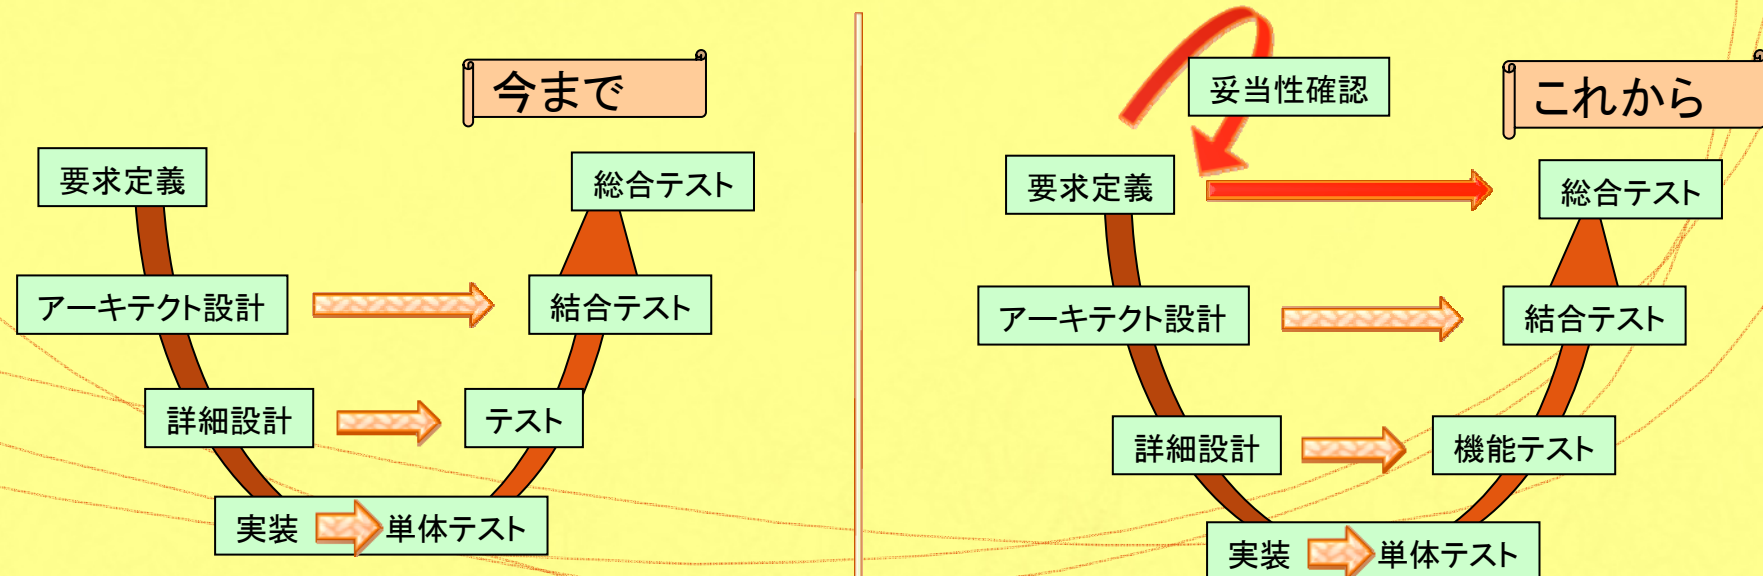 今まで
要求定義
総合テスト
アーキテクト設計
結合テスト
詳細設計
テスト
実装
単体テスト
妥当性確認
これから
要求定義
総合テスト
アーキテクト設計
結合テスト
詳細設計
機能テスト
実装
単体テスト